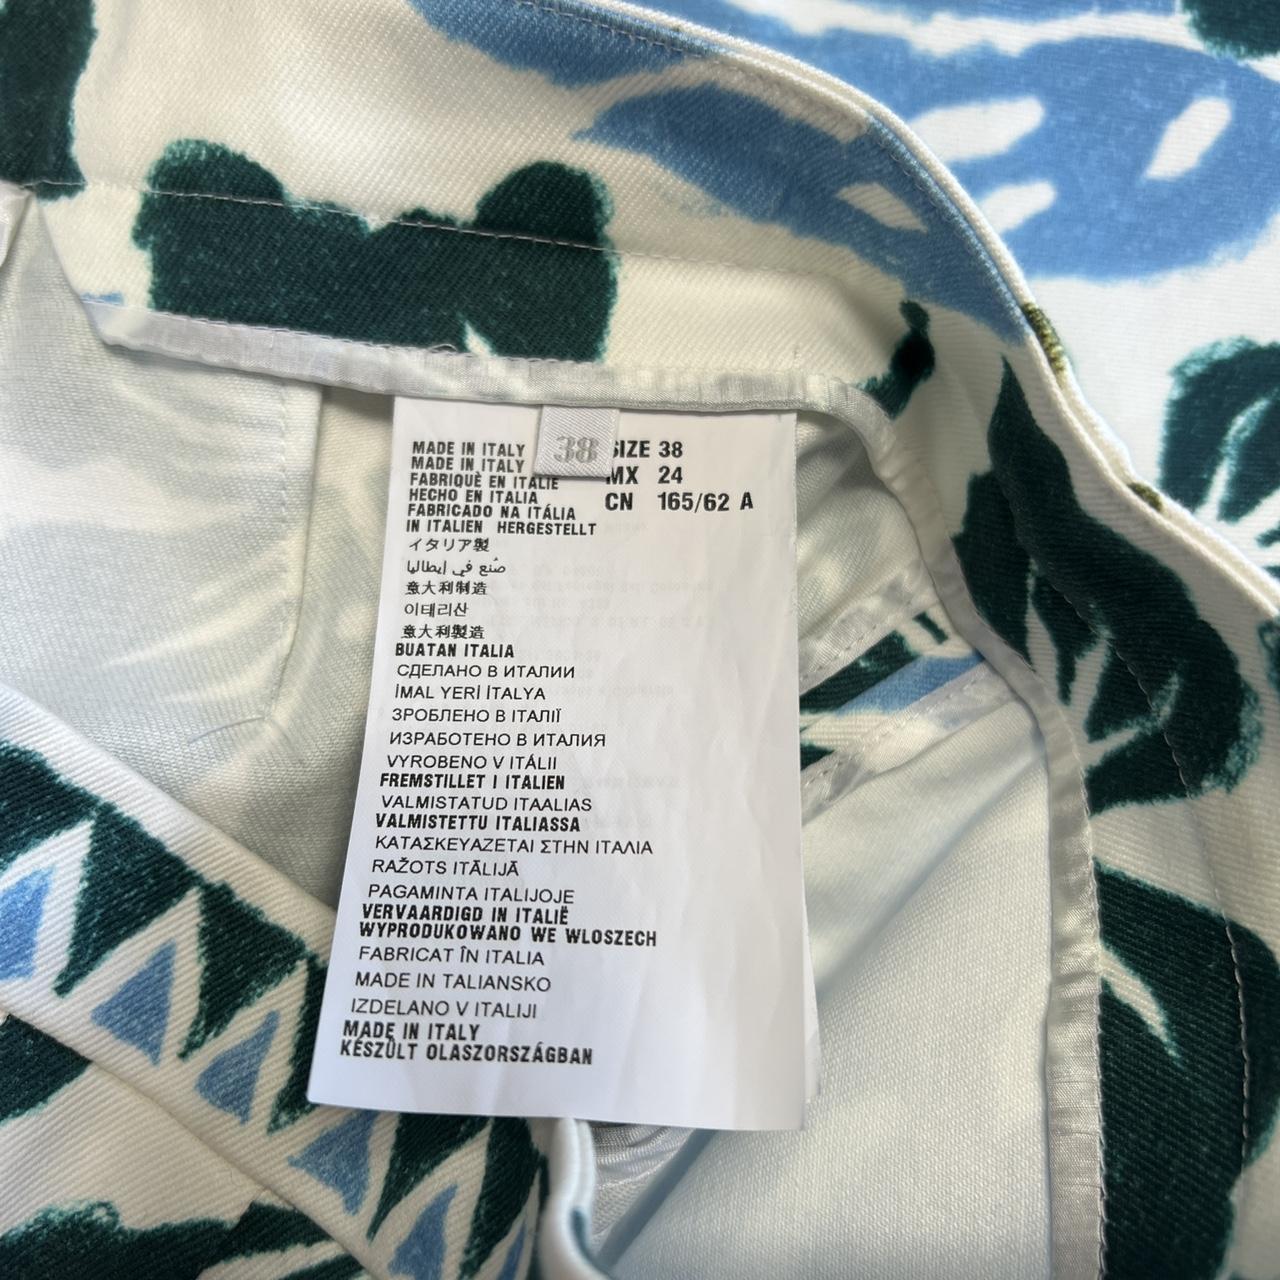 38
SIZE 38
MX 24
CN 165/62 A
MADE IN ITALY
MADE IN ITALY
FABRIQUÈ EN ITALIE
HECHO EN ITALIA
FABRICADO NA ITÁLIA
IN ITALIEN HERGESTELLT
イタリア製
صُنع في إيطاليا
意大利制造
이테리산
意大利製造
BUATAN ITALIA
СДЕЛАНО В ИТАЛИИ
İMAL YERİ İTALYA
ЗРОБЛЕНО В ІТАЛІЇ
ИЗРАБОТЕНО В ИТАЛИЯ
VYROBENO V ITÁLII
FREMSTILLET I ITALIEN
VALMISTATUD ITAALIAS
VALMISTETTU ITALIASSA
ΚΑΤΑΣΚΕΥΑΖΕΤΑΙ ΣΤΗΝ ΙΤΑΛΙΑ
RAŽOTS ITĀLIJĀ
PAGAMINTA ITALIJOJE
VERVAARDIGD IN ITALIË
WYPRODUKOWANO WE WLOSZECH
FABRICAT ÎN ITALIA
MADE IN TALIANSKO
IZDELANO V ITALIJI
MADE IN ITALY
KÉSZÜLT OLASZORSZÁGBAN